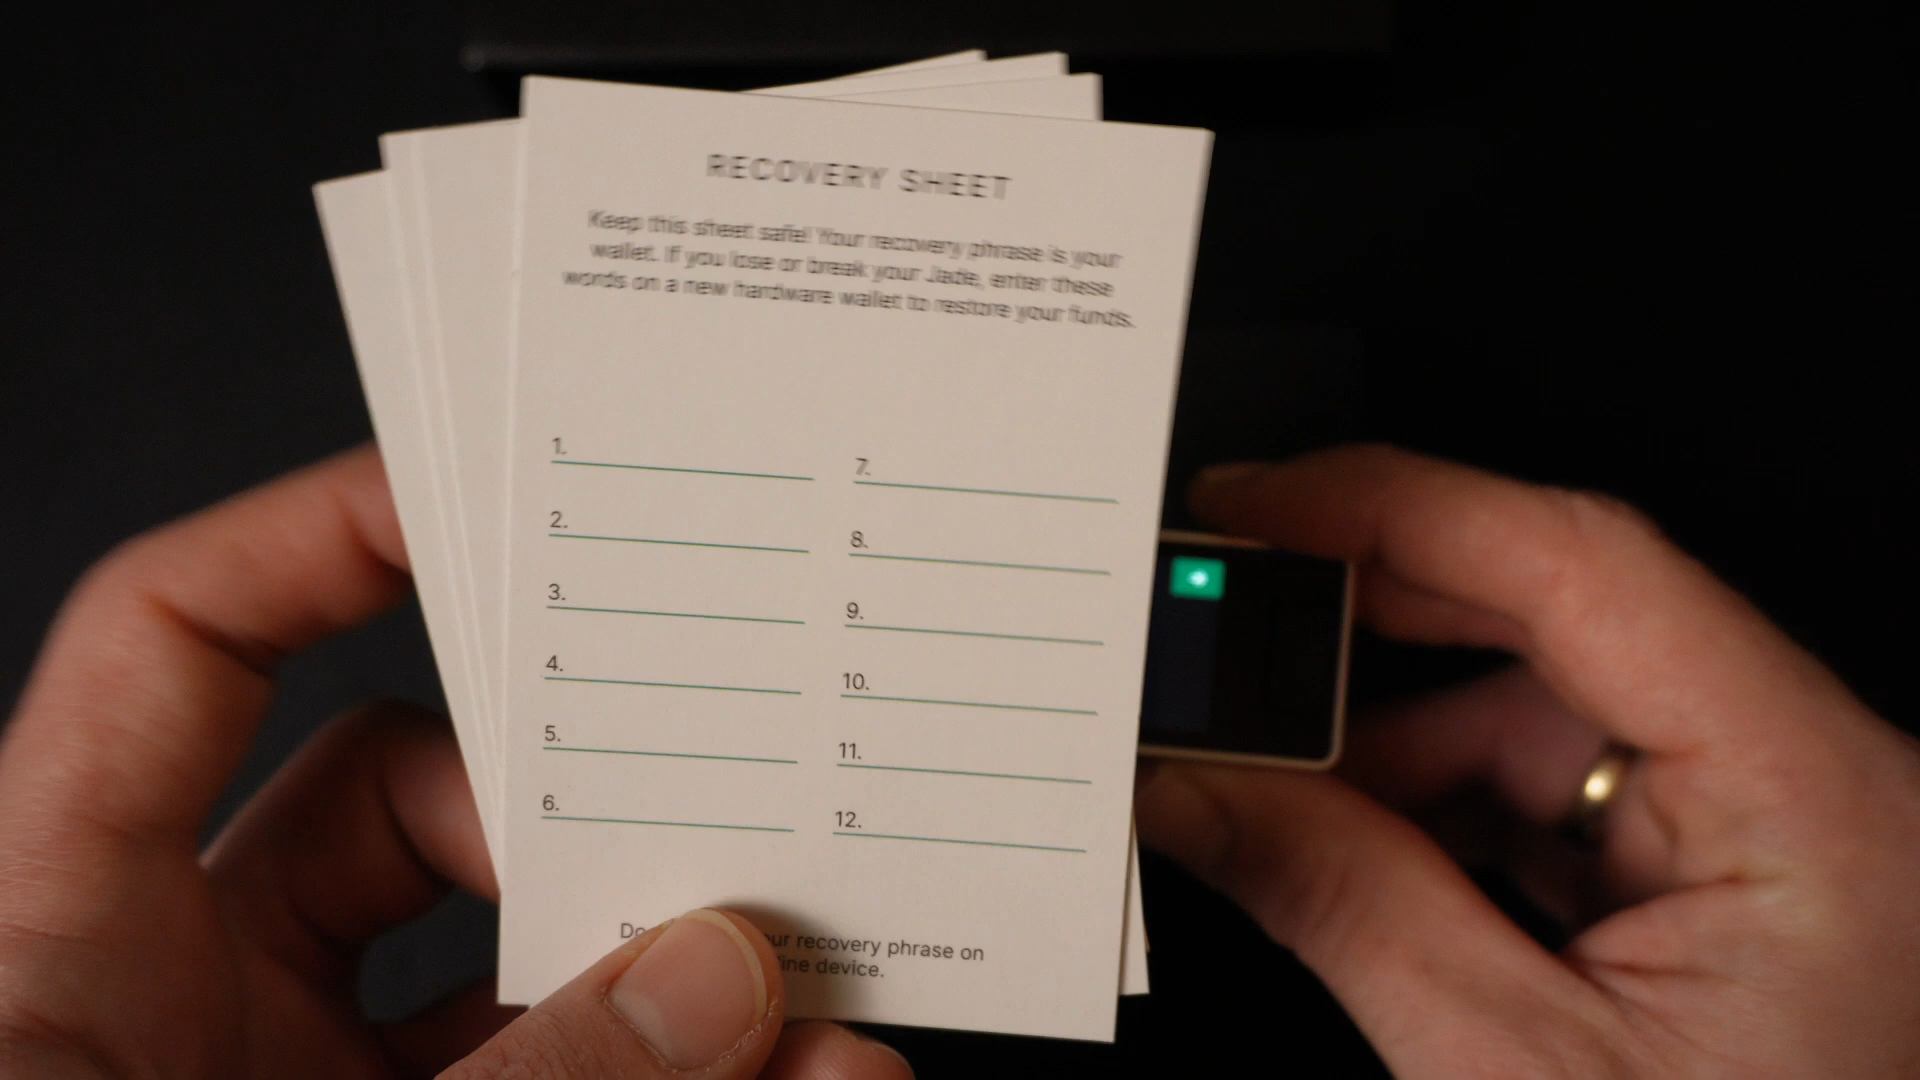 RECOVERY SHEET
Keep this sheet safe! Your recovery phrase is your
wallet. If you lose or break your Jade, enter these
words on a new hardware wallet to restore your funds.
1.
2.
3.
4.
5.
6.
7.
8.
9.
10.
11.
12.
recovery phrase on
device.